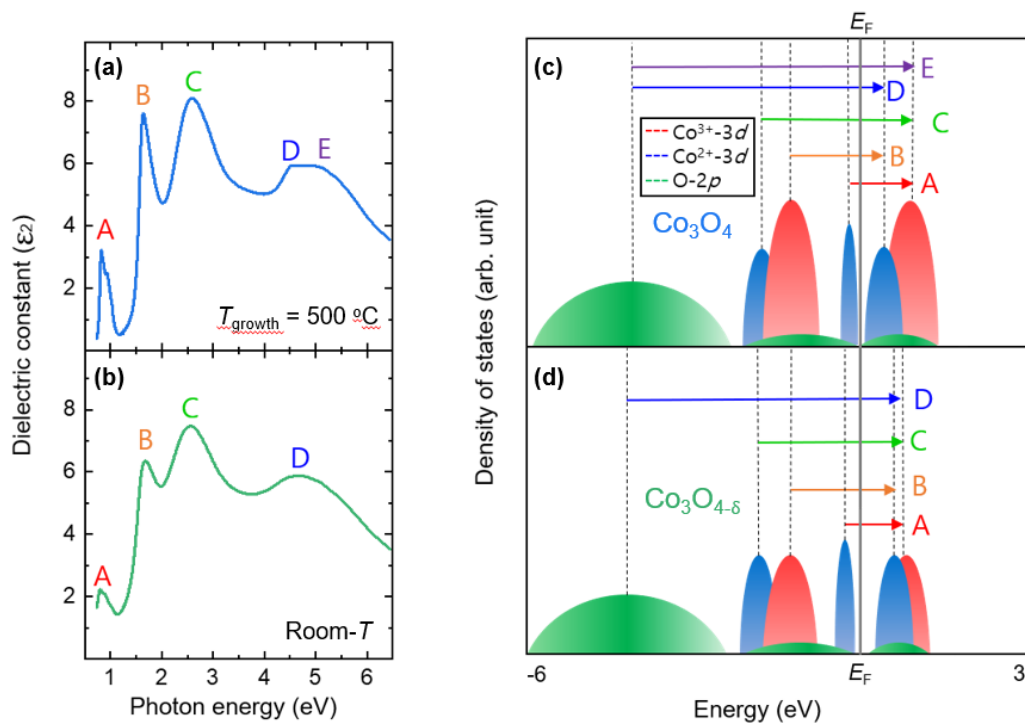 (a)
A
B
C
D
E
8
6
4
2
T_growth = 500 °C
(b)
A
B
C
D
8
6
4
2
Room-T
1 2 3 4 5 6
Dielectric constant (ε2)
Photon energy (eV)
E_F
(c)
E
D
C
B
A
Co³⁺-3d
Co²⁺-3d
O-2p
Co₃O₄
(d)
D
C
B
A
Co₃O₄₋δ
-6 E_F 3
Density of states (arb. unit)
Energy (eV)